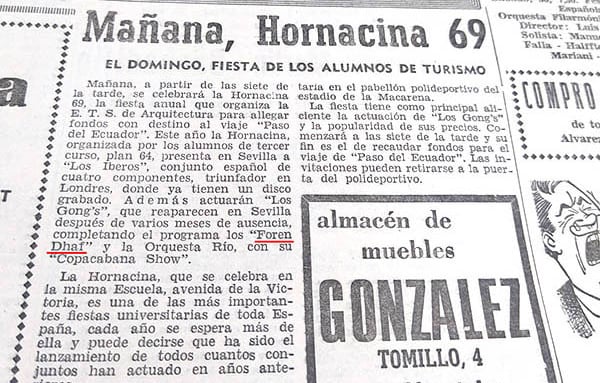 Mañana, Hornacina 69
EL DOMINGO, FIESTA DE LOS ALUMNOS DE TURISMO
Mañana, a partir de las siete de
la tarde, se celebrará la Hornacina
69, la fiesta anual que organiza la
E. T. S. de Arquitectura para allegar
fondos con destino al viaje "Paso
del Ecuador". Este año la Hornacina,
organizada por los alumnos de tercer
curso, plan 64, presenta en Sevilla a
"Los Iberos", conjunto español de
cuatro componentes, triunfador en
Londres, donde ya tienen un disco
grabado. Además actuarán "Los
Gong's", que reaparecen en Sevilla
después de varios meses de ausencia,
completando el programa los "Foren
Dhaf" y la Orquesta Río, con su
"Copacabana Show".
La Hornacina, que se celebra en
la misma Escuela, avenida de la Vic-
toria, es una de las más importan-
tes fiestas universitarias de toda Es-
paña, cada año se espera más de
ella y puede decirse que ha sido el
lanzamiento de todos cuantos con-
juntos han actuado en años ante-
taría en el pabellón polideportivo del
estadio de la Macarena.
La fiesta tiene como principal ali-
ciente la actuación de "Los Gong's"
y la popularidad de sus precios. Co-
menzará a las siete de la tarde y su
fin es el de recaudar fondos para el
viaje de "Paso del Ecuador". Las in-
vitaciones pueden retirarse a la puer-
ta del polideportivo.
almacén de
muebles
GONZALEZ
TOMILLO, 4
Española
Orquesta Filarmón
Director: Luis
Solista: Manu
Falla - Halffte
Mariani -
COMPRO
de to
Alvarez